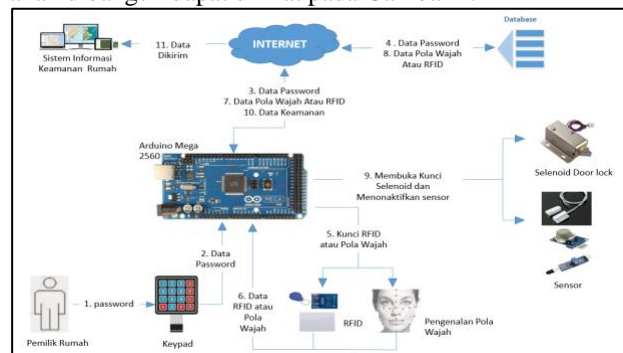 11. Data
Dikirim
INTERNET
Database
4 . Data Password
8. Data Pola Wajah
Atau RFID
Sistem Informasi
Keamanan Rumah
3. Data Password
7. Data Pola Wajah Atau RFID
10. Data Keamanan
Arduino Mega
2560
9. Membuka Kunci
Selenoid dan
Menonaktifkan sensor
Selenoid Door lock
2. Data
Password
5. Kunci RFID
atau Pola Wajah
Sensor
1. password
6. Data
RFID atau
Pola
Wajah
RFID
Pengenalan Pola
Wajah
Pemilik Rumah
Keypad